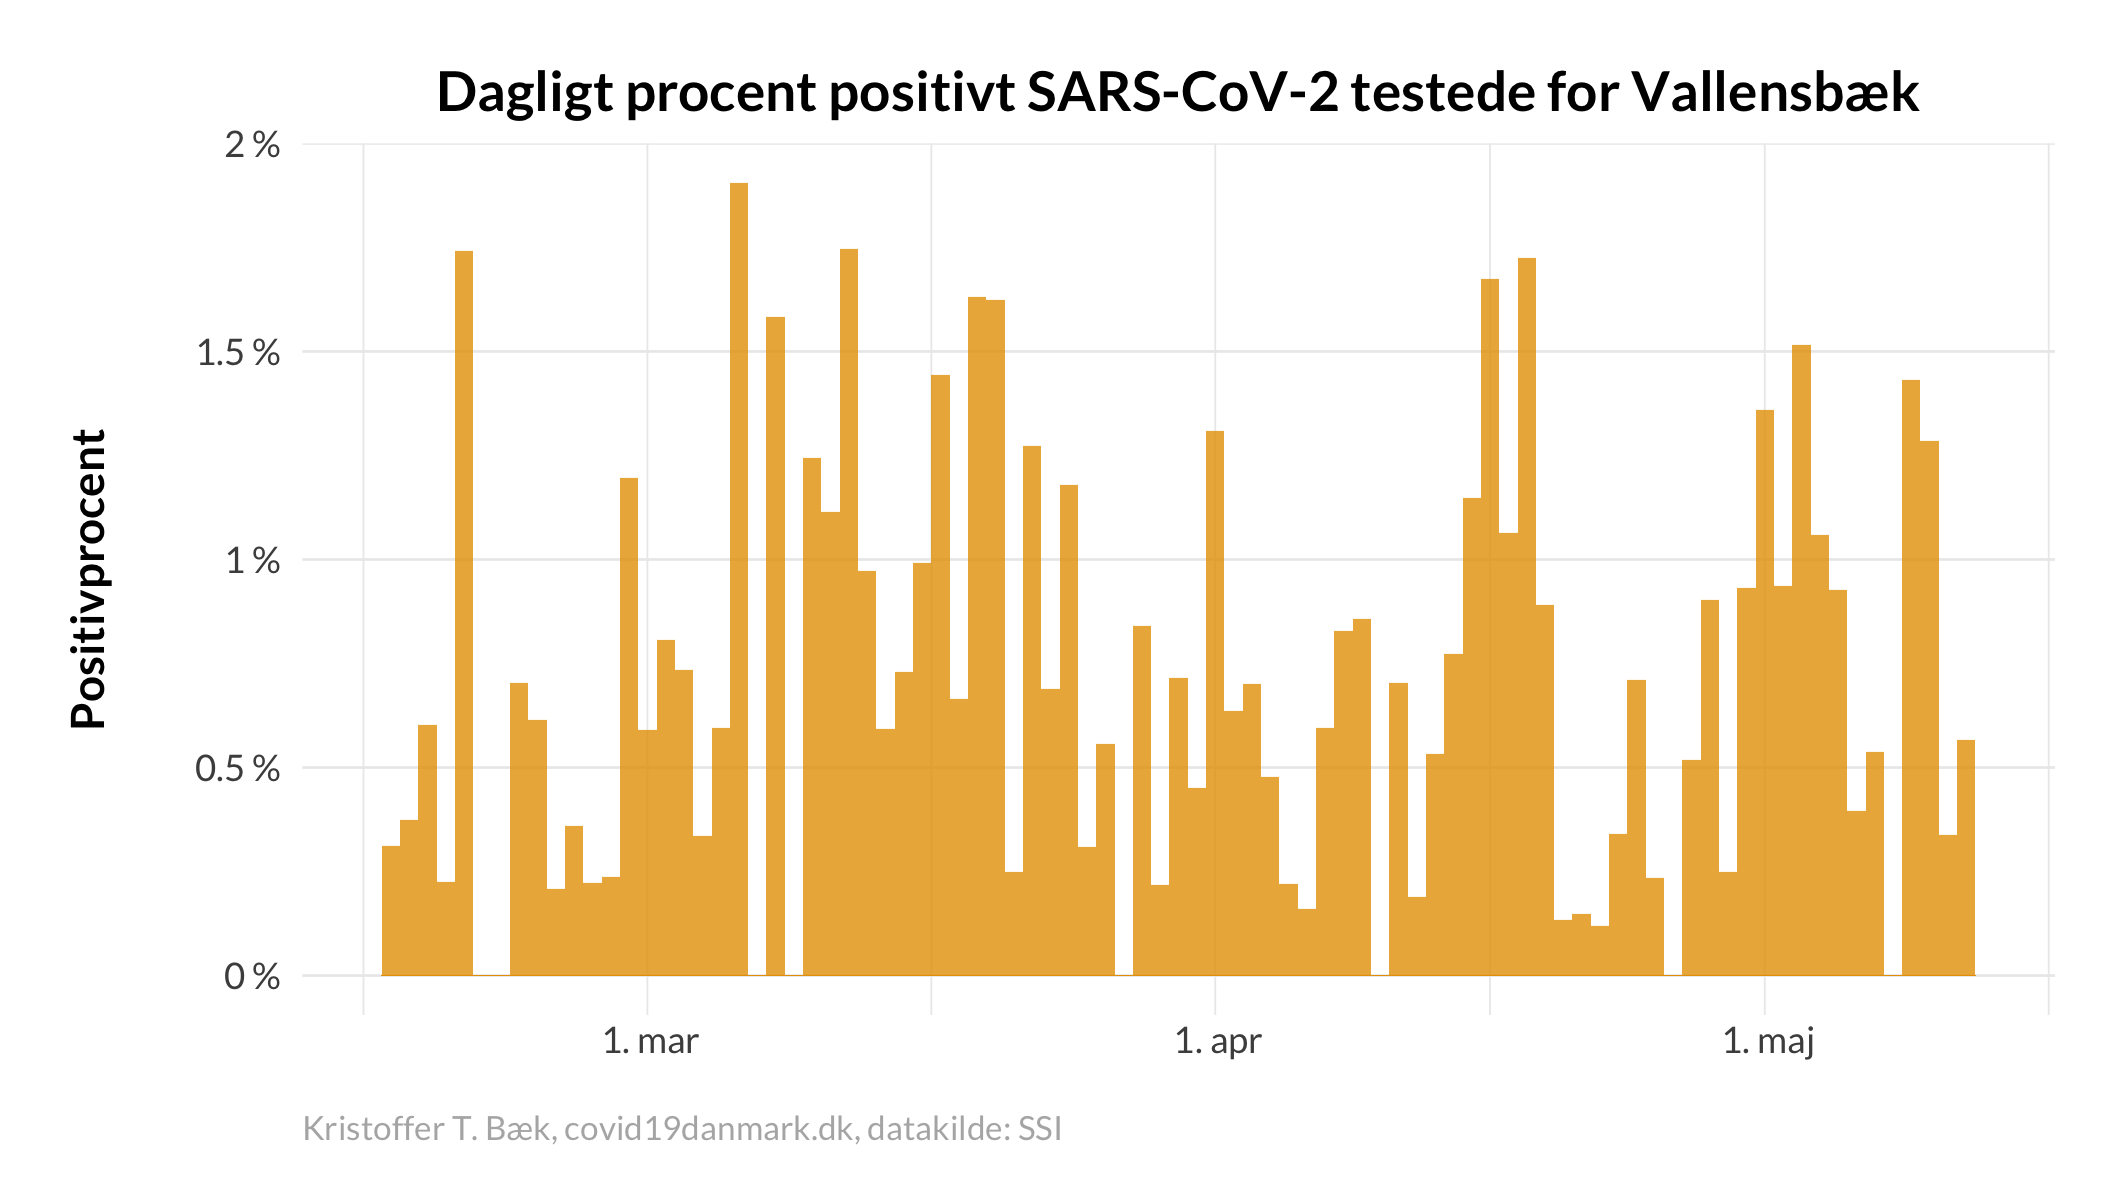 Dagligt procent positivt SARS-CoV-2 testede for Vallensbæk
2 %
1.5 %
1 %
0.5 %
0 %
Positivprocent
1. mar
1. apr
1. maj
Kristoffer T. Bæk, covid19danmark.dk, datakilde: SSI